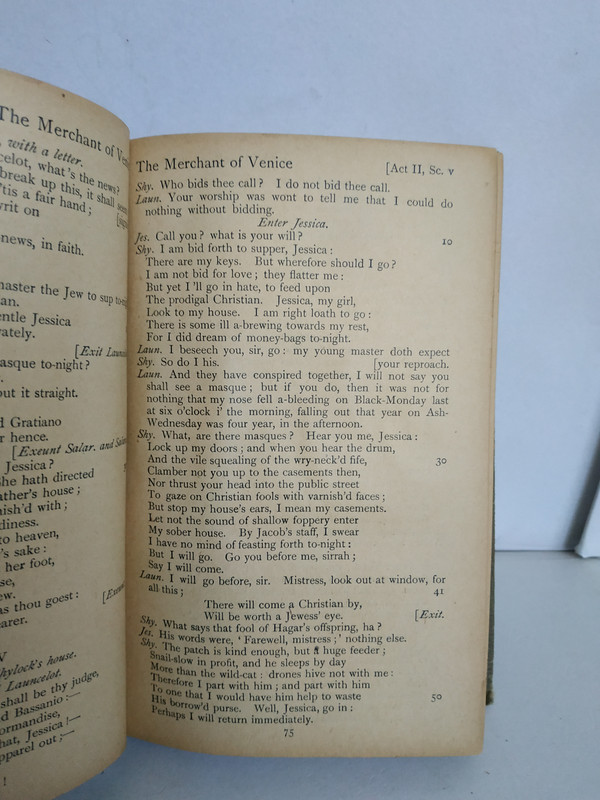 The Merchant of Ven
, with a letter.
celot, what's the news?
break up this, it shall seem
'tis a fair hand;
writ on
news, in faith.
master the Jew to sup to-n
an.
entle Jessica
ately.
[Exit Launce
masque to-night?
out it straight.
d Gratiano
r hence.
[Exeunt Salar. and Salan
Jessica?
She hath directed
ather's house;
nish'd with;
diness.
to heaven,
's sake:
her foot,
se,
ew.
as thou goest: [Exeunt
earer.
V
hylock's house.
Launcelot.
shall be thy judge,
d Bassanio:—
ormandise,
hat, Jessica!—
apparel out;—
!
The Merchant of Venice [Act II, Sc. v
Shy. Who bids thee call? I do not bid thee call.
Laun. Your worship was wont to tell me that I could do
nothing without bidding.
Enter Jessica.
Jes. Call you? what is your will? 10
Shy. I am bid forth to supper, Jessica:
There are my keys. But wherefore should I go?
I am not bid for love; they flatter me:
But yet I'll go in hate, to feed upon
The prodigal Christian. Jessica, my girl,
Look to my house. I am right loath to go:
There is some ill a-brewing towards my rest,
For I did dream of money-bags to-night.
Laun. I beseech you, sir, go: my young master doth expect
Shy. So do I his. [your reproach.
Laun. And they have conspired together, I will not say you
shall see a masque; but if you do, then it was not for
nothing that my nose fell a-bleeding on Black-Monday last
at six o'clock i' the morning, falling out that year on Ash-
Wednesday was four year, in the afternoon.
Shy. What, are there masques? Hear you me, Jessica:
Lock up my doors; and when you hear the drum,
And the vile squealing of the wry-neck'd fife, 30
Clamber not you up to the casements then,
Nor thrust your head into the public street
To gaze on Christian fools with varnish'd faces;
But stop my house's ears, I mean my casements.
Let not the sound of shallow foppery enter
My sober house. By Jacob's staff, I swear
I have no mind of feasting forth to-night:
But I will go. Go you before me, sirrah;
Say I will come.
Laun. I will go before, sir. Mistress, look out at window, for
all this; 41
There will come a Christian by,
Will be worth a Jewess' eye. [Exit.
Shy. What says that fool of Hagar's offspring, ha?
Jes. His words were, 'Farewell, mistress;' nothing else.
Shy. The patch is kind enough, but a huge feeder;
Snail-slow in profit, and he sleeps by day
More than the wild-cat: drones hive not with me:
Therefore I part with him; and part with him
To one that I would have him help to waste 50
His borrow'd purse. Well, Jessica, go in:
Perhaps I will return immediately.
75